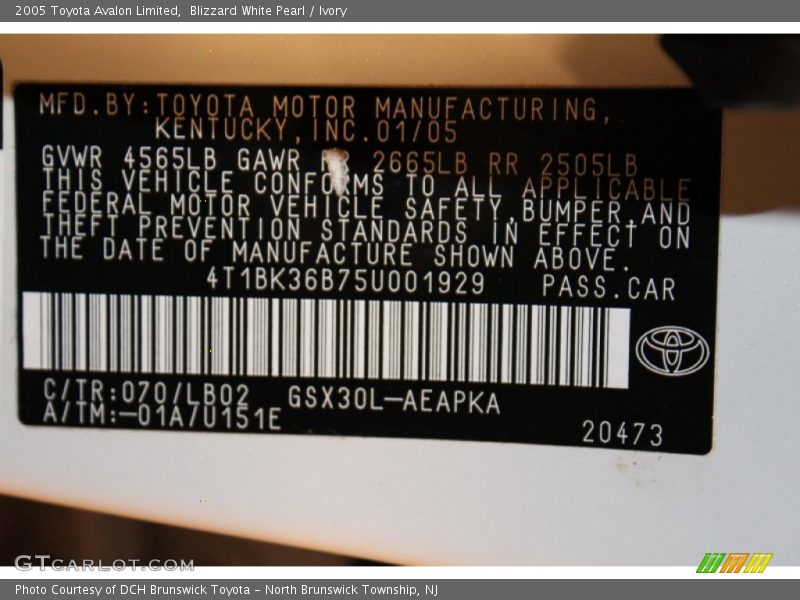 2005 Toyota Avalon Limited,  Blizzard White Pearl / Ivory
MFD.BY:TOYOTA MOTOR MANUFACTURING,
KENTUCKY,INC.01/05
GVWR 4565LB GAWR 2665LB RR 2505LB
THIS VEHICLE CONFORMS TO ALL APPLICABLE
FEDERAL MOTOR VEHICLE SAFETY,BUMPER,AND
THEFT PREVENTION STANDARDS IN EFFECT ON
THE DATE OF MANUFACTURE SHOWN ABOVE.
4T1BK36B75U001929 PASS.CAR
C/TR:070/LB02 GSX30L-AEAPKA
A/TM:-01A/U151E
20473
GTCARLOT.COM
Photo Courtesy of DCH Brunswick Toyota - North Brunswick Township, NJ